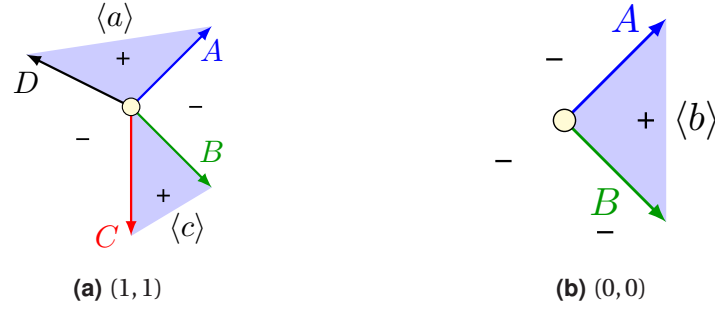 ⟨a⟩
A
+
D
–
–
B
+
C
⟨c⟩
(a) (1, 1)
A
–
+
⟨b⟩
–
B
–
(b) (0, 0)